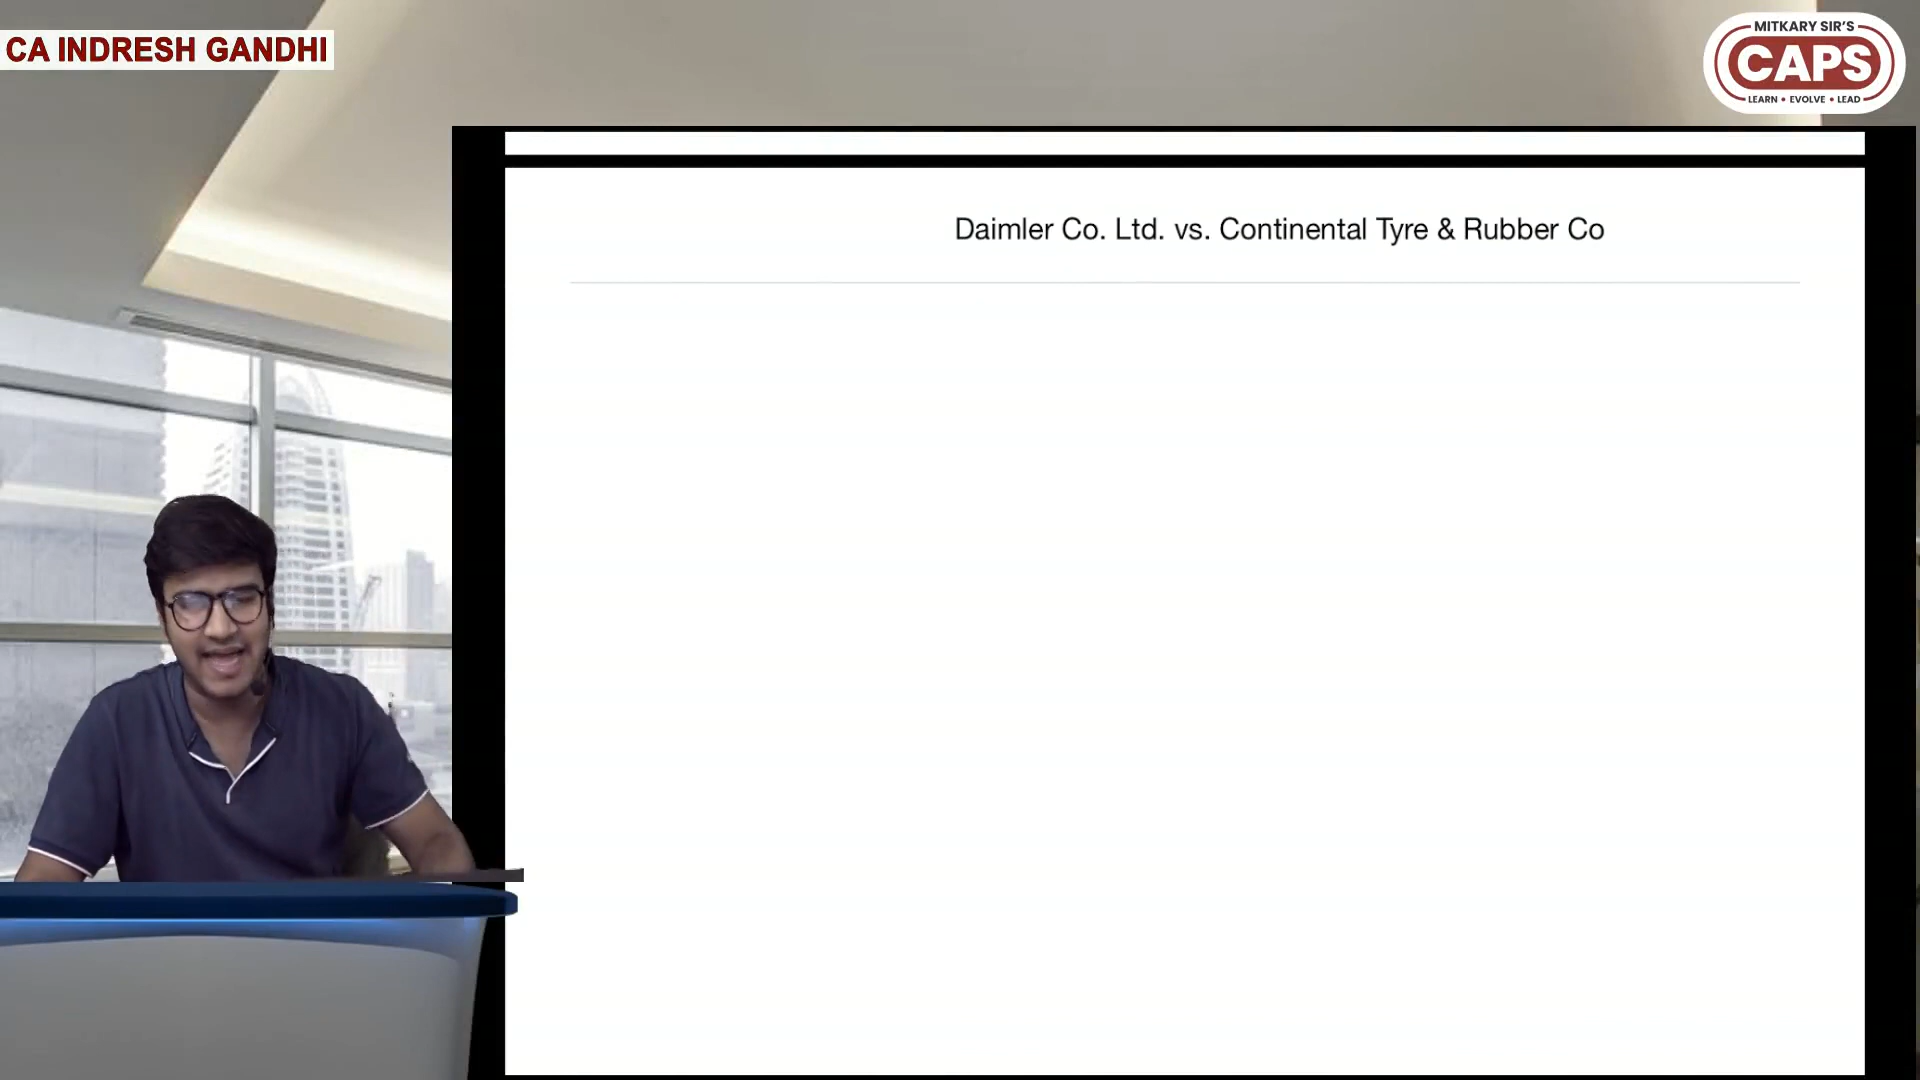 CA INDRESH GANDHI
MITKARY SIR'S
CAPS
LEARN • EVOLVE • LEAD
Daimler Co. Ltd. vs. Continental Tyre & Rubber Co